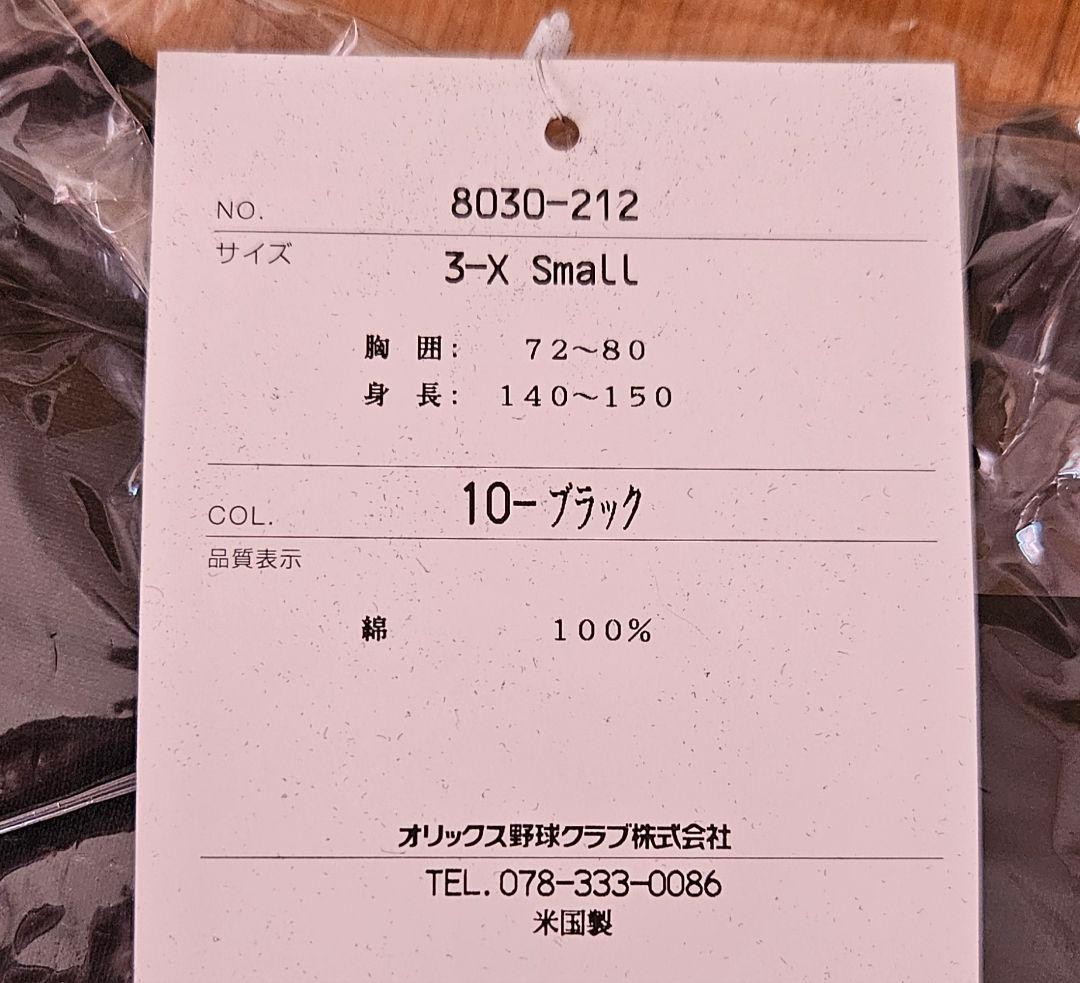 NO. 8030-212
サイズ 3-X Small
胸 囲: 72～80
身 長: 140～150
COL. 10-ブラック
品質表示
綿 100%
オリックス野球クラブ株式会社
TEL.078-333-0086
米国製